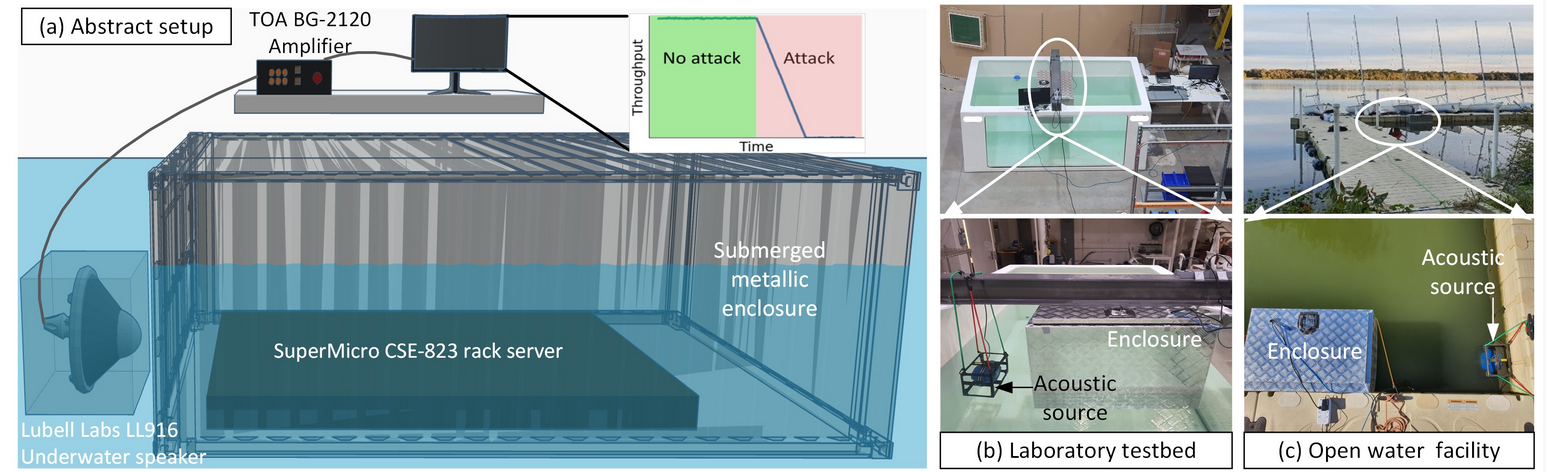 (a) Abstract setup
TOA BG-2120
Amplifier
Throughput
No attack
Attack
Time
Submerged
metallic
enclosure
SuperMicro CSE-823 rack server
Lubell Labs LL916
Underwater speaker
Enclosure
Acoustic
source
(b) Laboratory testbed
Acoustic
source
Enclosure
(c) Open water facility